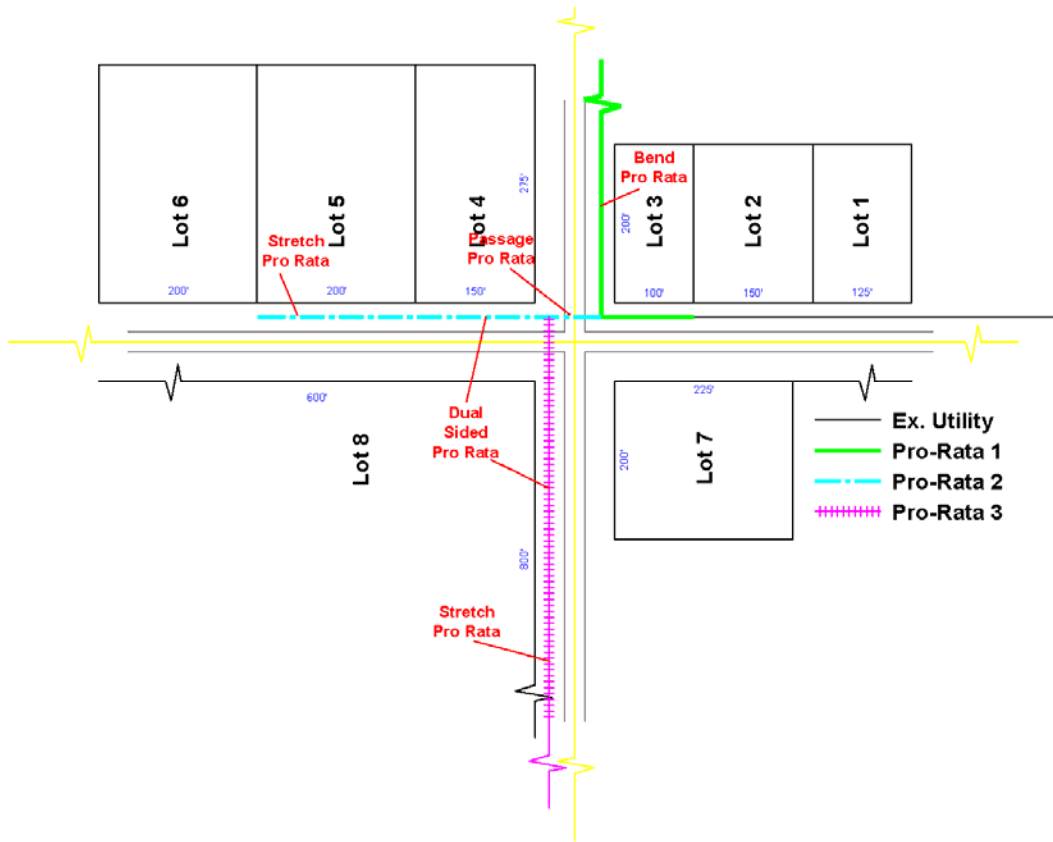 Lot 6
Lot 5
Lot 4
275'
Bend
Pro Rata
200'
Lot 3
Lot 2
Lot 1
Stretch
Pro Rata
Passage
Pro Rata
200'
200'
150'
100'
150'
125'
600'
225'
Dual
Sided
Pro Rata
Lot 8
200'
Lot 7
Ex. Utility
Pro-Rata 1
Pro-Rata 2
Pro-Rata 3
800'
Stretch
Pro Rata